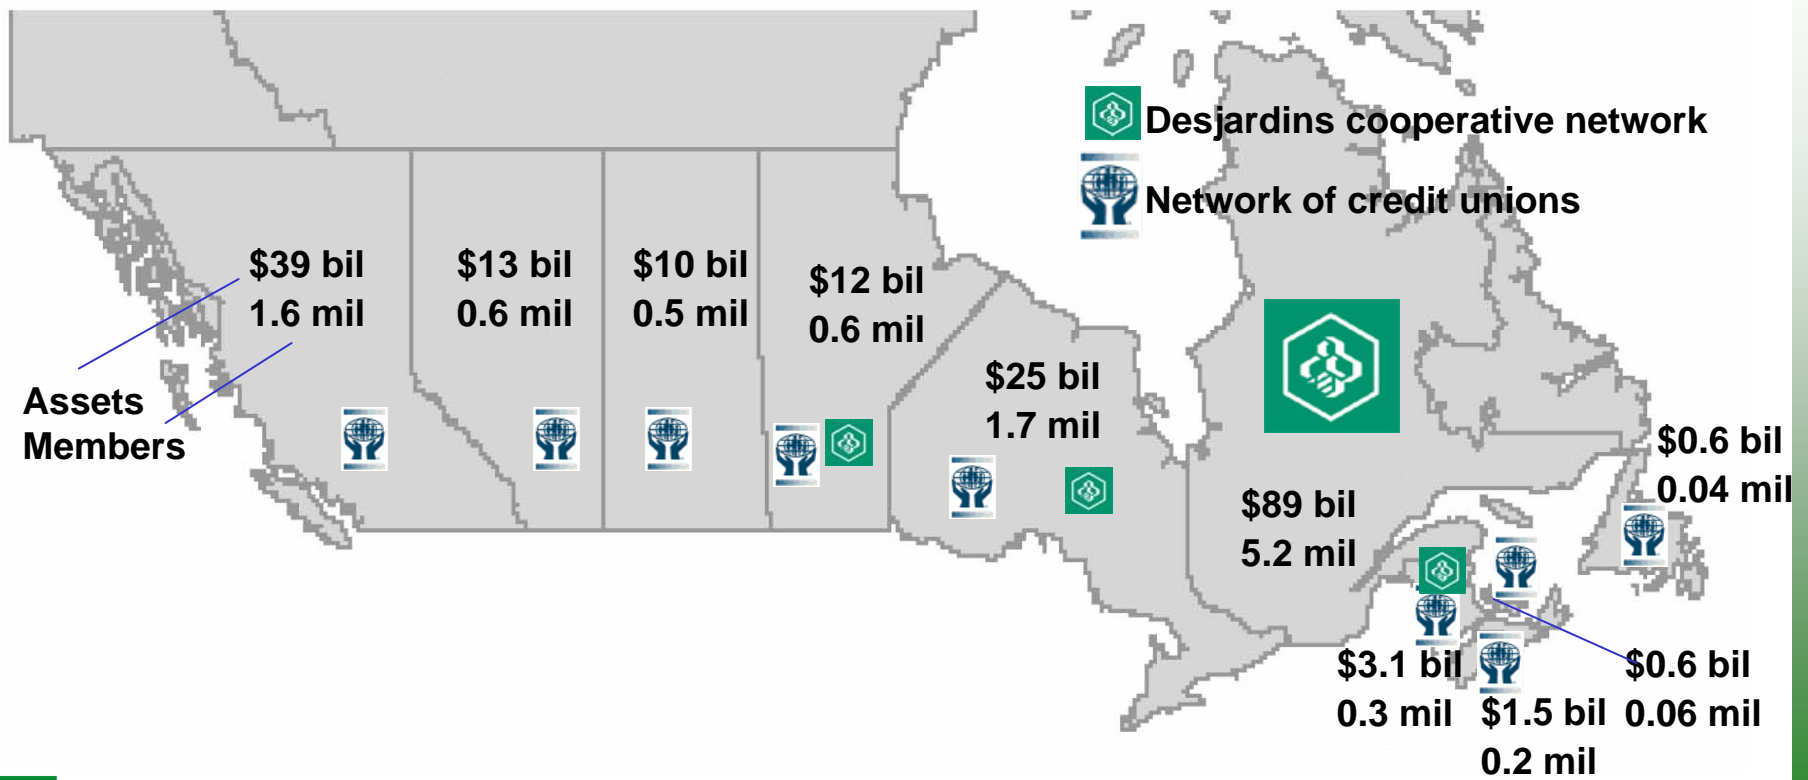 Desjardins cooperative network
Network of credit unions
$39 bil
1.6 mil
$13 bil
0.6 mil
$10 bil
0.5 mil
$12 bil
0.6 mil
$25 bil
1.7 mil
Assets
Members
$89 bil
5.2 mil
$0.6 bil
0.04 mil
$3.1 bil
0.3 mil
$1.5 bil
0.2 mil
$0.6 bil
0.06 mil